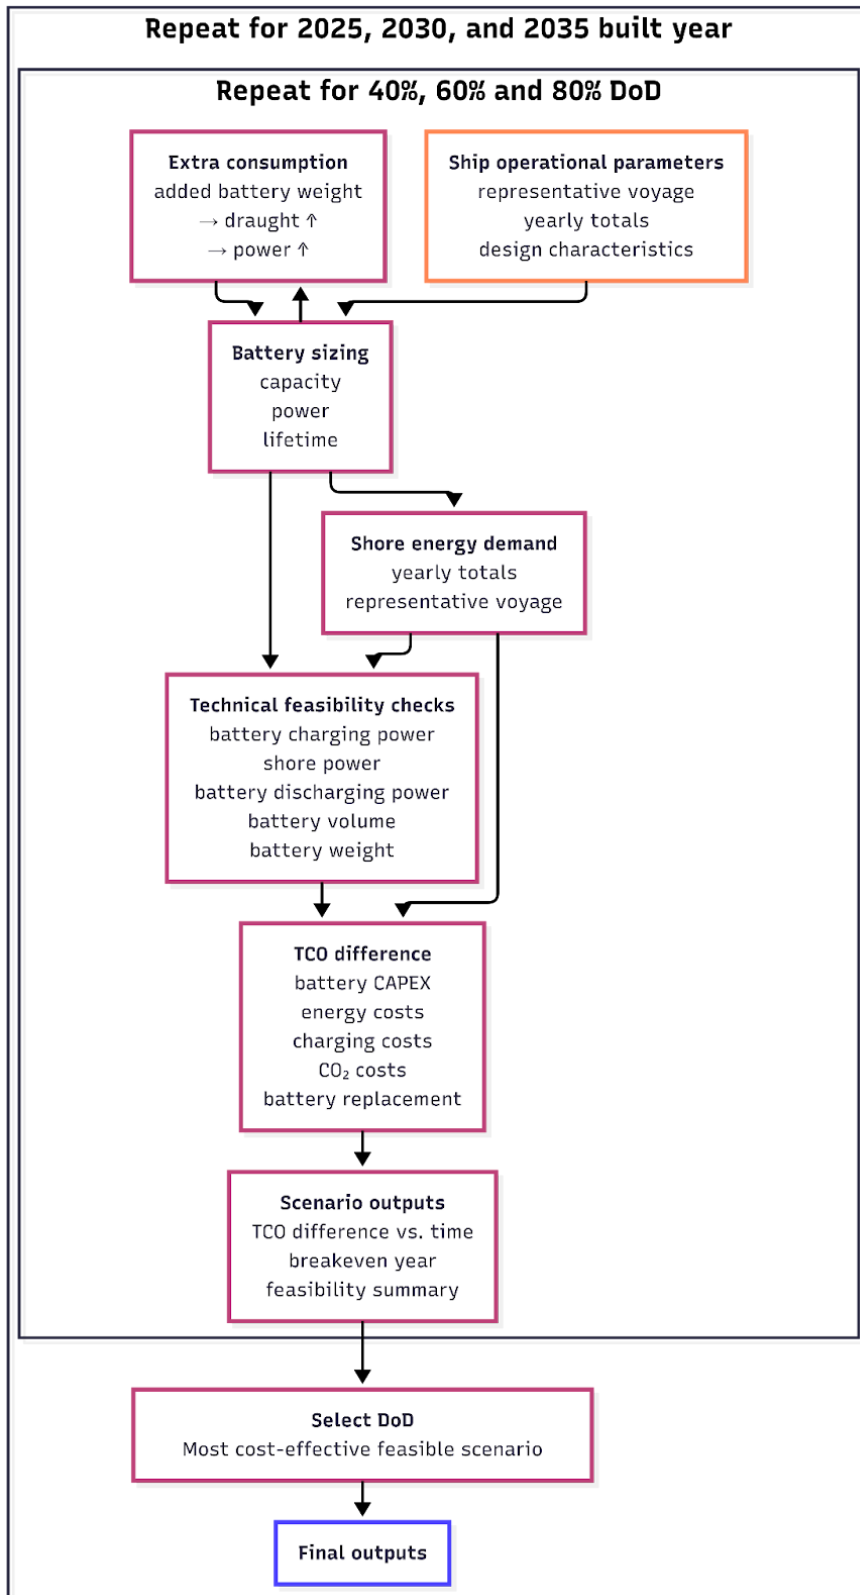 Repeat for 2025, 2030, and 2035 built year
Repeat for 40%, 60% and 80% DoD
Extra consumption
added battery weight
→ draught ↑
→ power ↑
Ship operational parameters
representative voyage
yearly totals
design characteristics
Battery sizing
capacity
power
lifetime
Shore energy demand
yearly totals
representative voyage
Technical feasibility checks
battery charging power
shore power
battery discharging power
battery volume
battery weight
TCO difference
battery CAPEX
energy costs
charging costs
CO₂ costs
battery replacement
Scenario outputs
TCO difference vs. time
breakeven year
feasibility summary
Select DoD
Most cost-effective feasible scenario
Final outputs